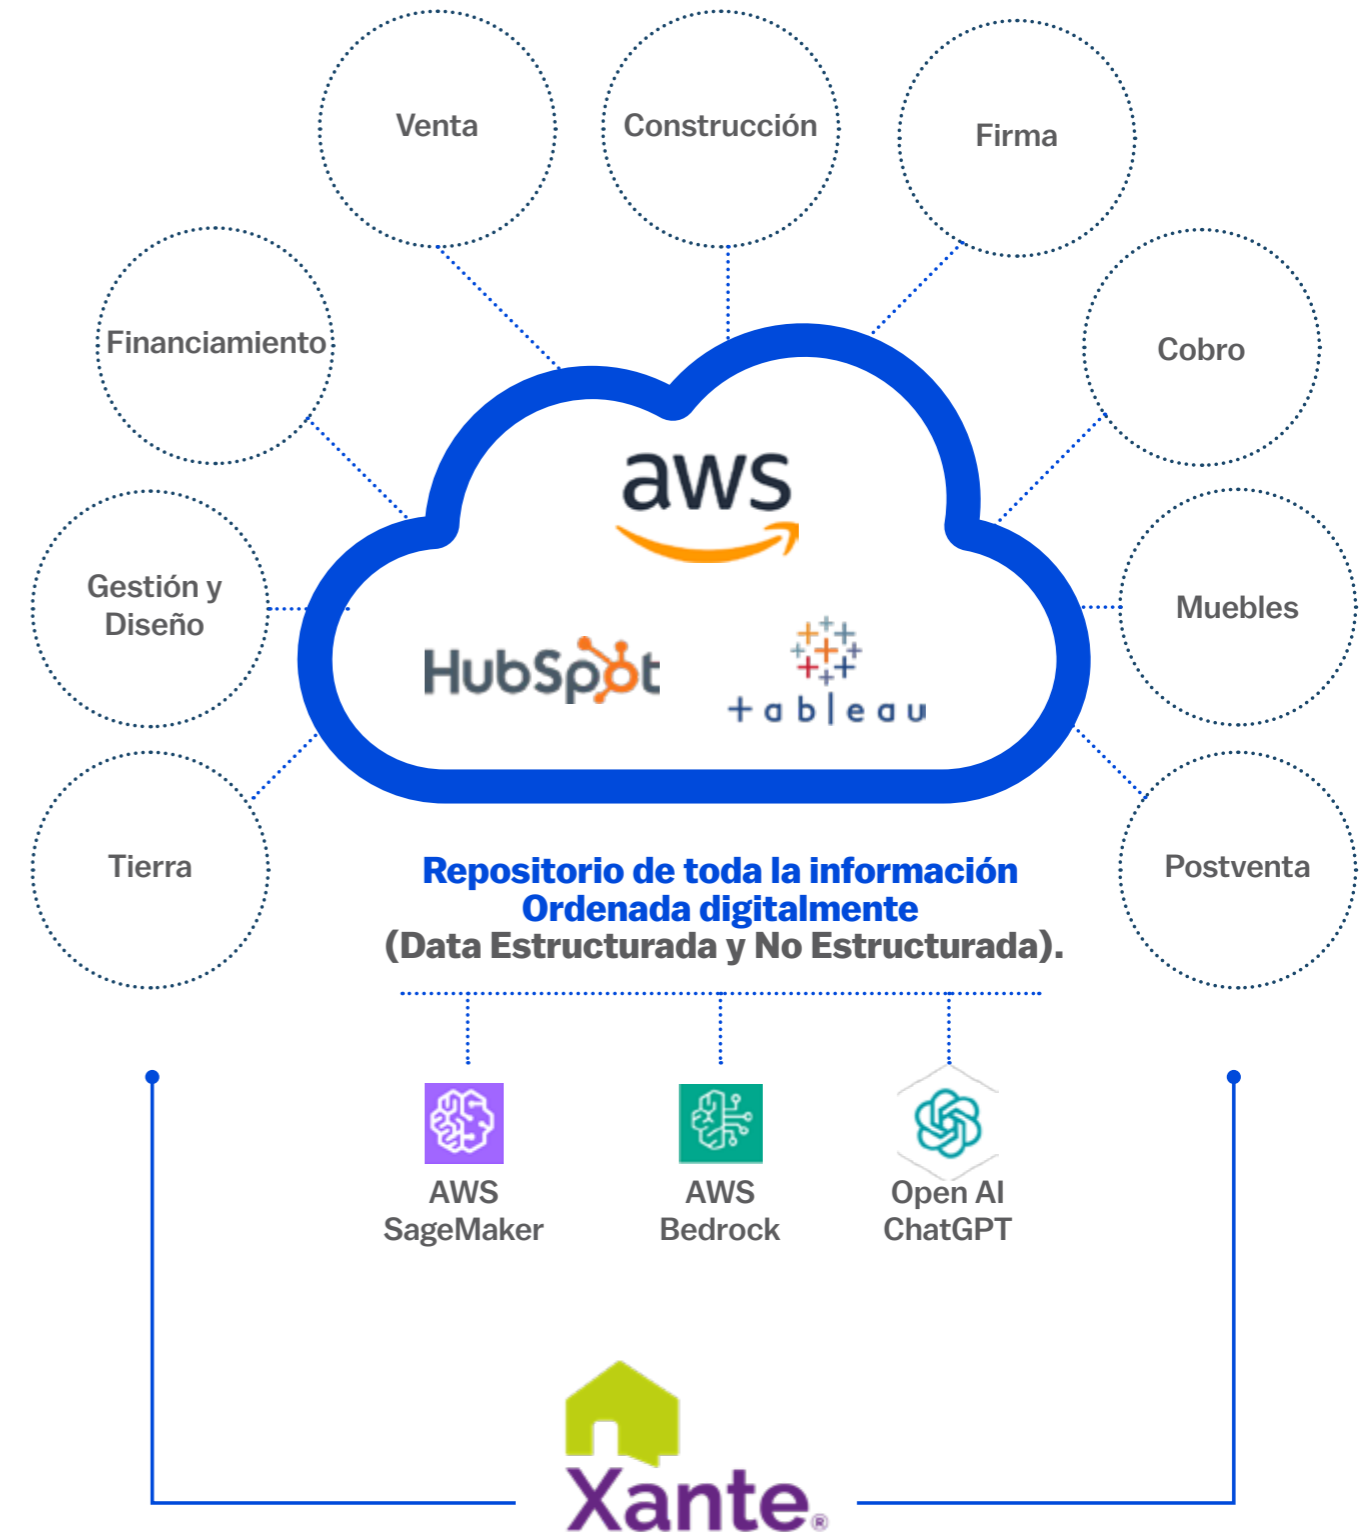 Venta
Construcción
Firma
Financiamiento
Cobro
Gestión y
Diseño
Muebles
Tierra
Postventa
aws
HubSpot
+ableau
Repositorio de toda la información
Ordenada digitalmente
(Data Estructurada y No Estructurada).
AWS
SageMaker
AWS
Bedrock
Open AI
ChatGPT
Xante®